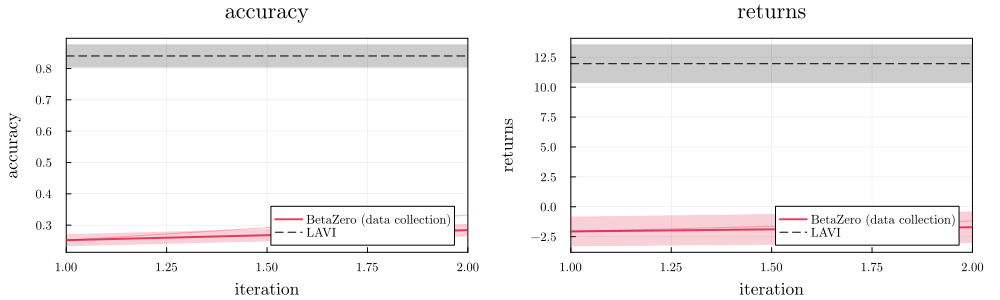 accuracy
accuracy
0.8
0.7
0.6
0.5
0.4
0.3
BetaZero (data collection)
LAVI
1.00
1.25
1.50
1.75
2.00
iteration
returns
returns
12.5
10.0
7.5
5.0
2.5
0.0
−2.5
BetaZero (data collection)
LAVI
1.00
1.25
1.50
1.75
2.00
iteration